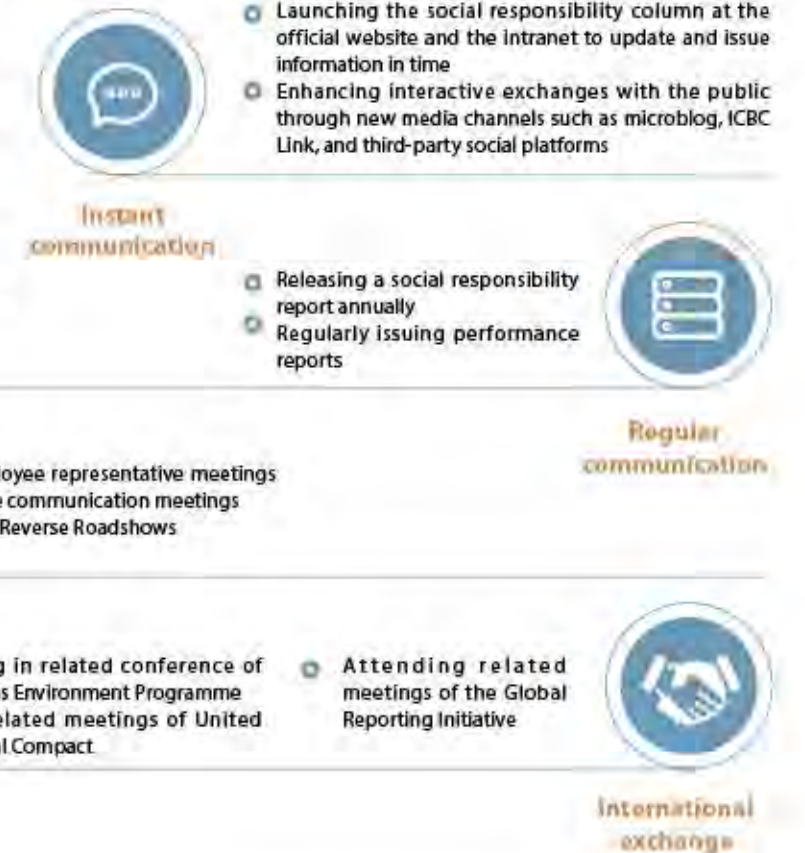 Launching the social responsibility column at the
official website and the intranet to update and issue
information in time
Enhancing interactive exchanges with the public
through new media channels such as microblog, ICBC
Link, and third-party social platforms
Instant
communication
Releasing a social responsibility
report annually
Regularly issuing performance
reports
Regular
communication
loyee representative meetings
e communication meetings
Reverse Roadshows
g in related conference of
s Environment Programme
elated meetings of United
al Compact
Attending related
meetings of the Global
Reporting Initiative
International
exchange